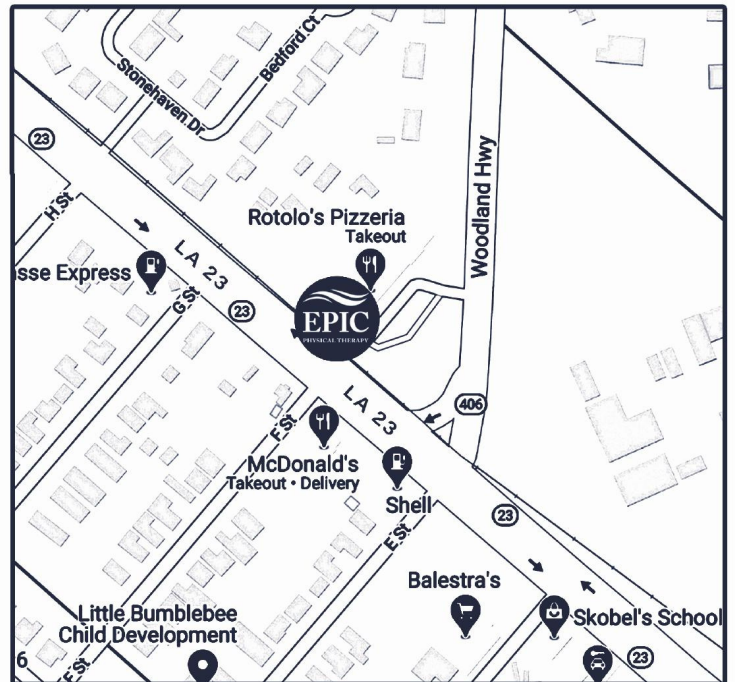 Bedford Ct
Stonehaven Dr
23
Woodland Hwy
H St
Rotolo's Pizzeria
Takeout
LA 23
sse Express
G St
23
EPIC
PHYSICAL THERAPY
LA 23
406
F St
McDonald's
Takeout • Delivery
Shell
23
E St
Balestra's
Little Bumblebee
Child Development
Skobel's School
6
F St
23